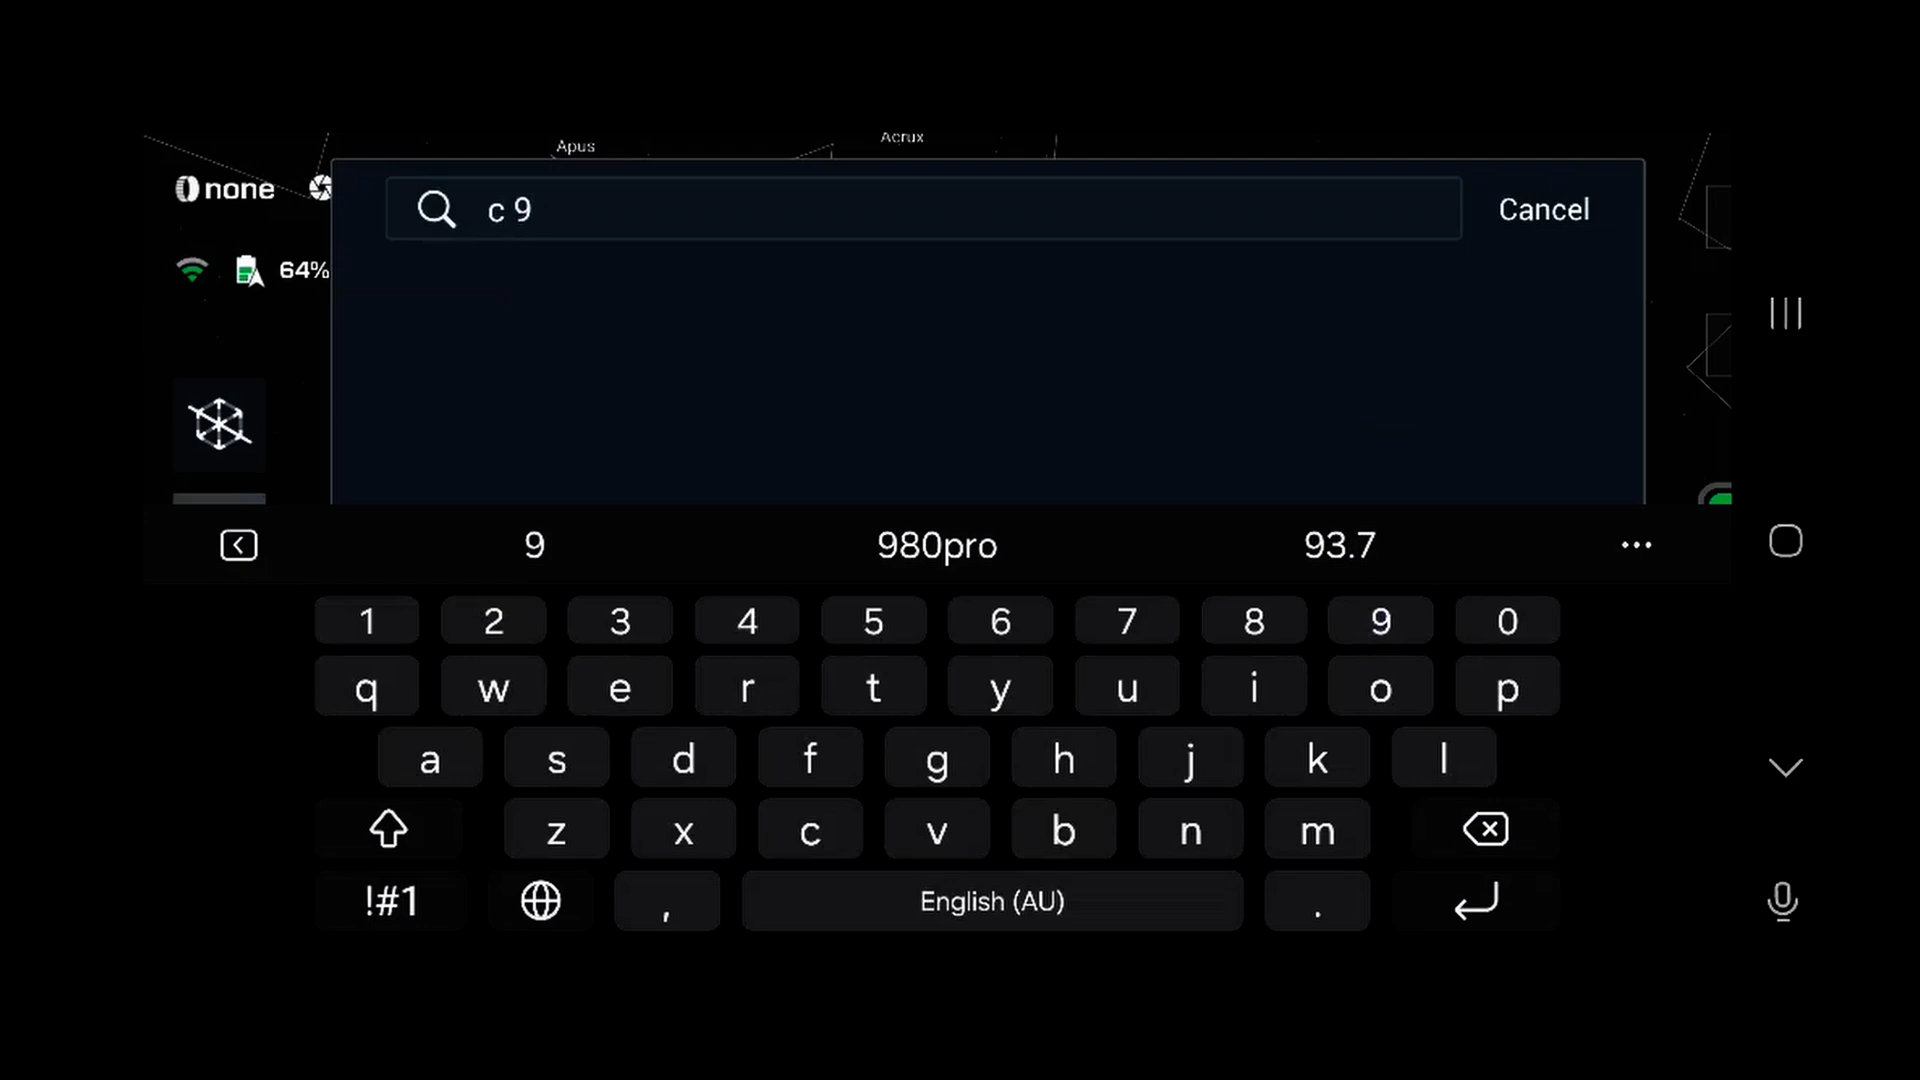 Apus
Acrux
none
c 9
Cancel
64%
9
980pro
93.7
1 2 3 4 5 6 7 8 9 0
q w e r t y u i o p
a s d f g h j k l
z x c v b n m
!#1
,
English (AU)
.